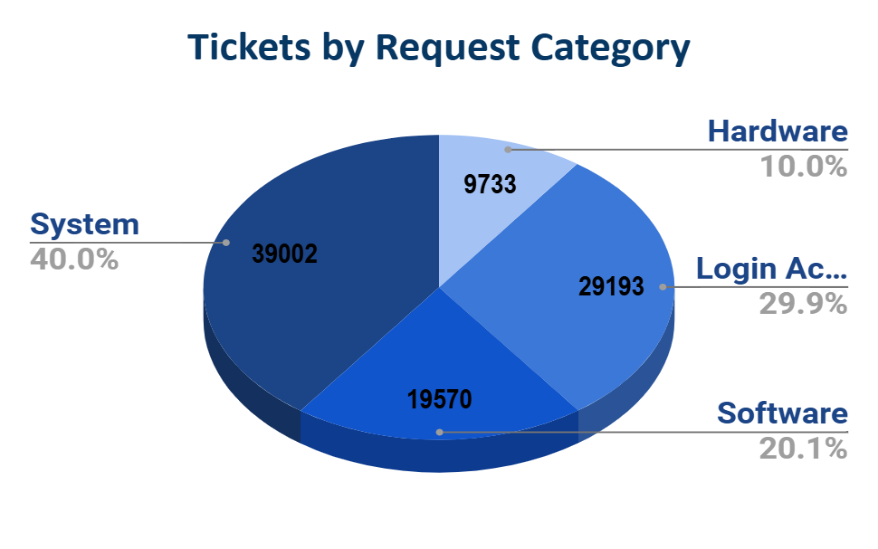 Tickets by Request Category
Hardware
10.0%
9733
System
40.0%
39002
Login Ac...
29.9%
29193
19570
Software
20.1%